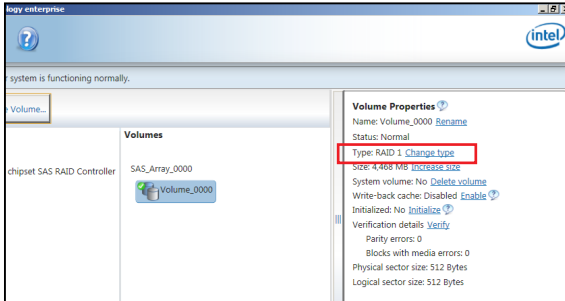 logy enterprise
intel
system is functioning normally.
Volume...
Volumes
chipset SAS RAID Controller
SAS_Array_0000
Volume_0000
Volume Properties
Name: Volume_0000 Rename
Status: Normal
Type: RAID 1 Change type
Size: 4,468 MB Increase size
System volume: No Delete volume
Write-back cache: Disabled Enable
Initialized: No Initialize
Verification details Verify
Parity errors: 0
Blocks with media errors: 0
Physical sector size: 512 Bytes
Logical sector size: 512 Bytes